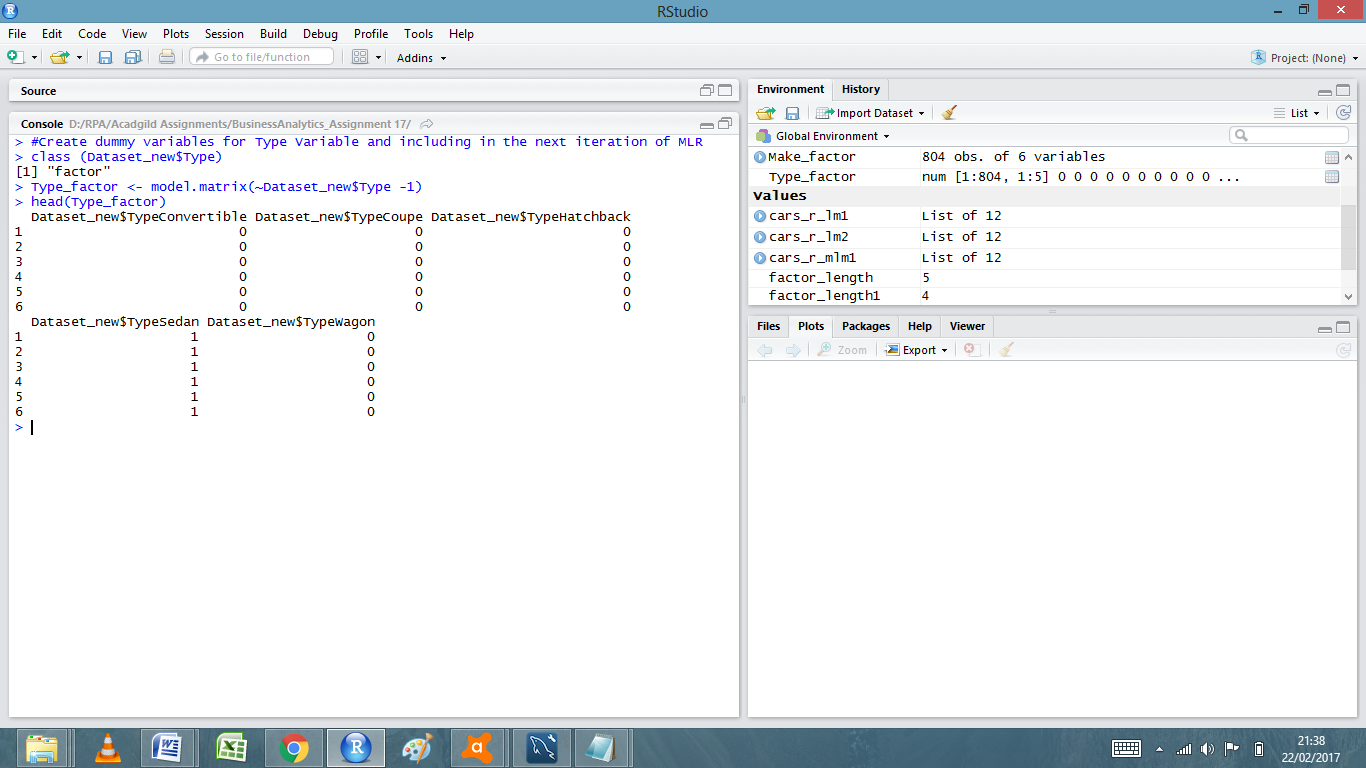 RStudio
File Edit Code View Plots Session Build Debug Profile Tools Help
Go to file/function Addins Project: (None)
Source
Console D:/RPA/Acadgild Assignments/BusinessAnalytics_Assignment 17/
> #Create dummy variables for Type Variable and including in the next iteration of MLR
> class (Dataset_new$Type)
[1] "factor"
> Type_factor <- model.matrix(~Dataset_new$Type -1)
> head(Type_factor)
  Dataset_new$TypeConvertible Dataset_new$TypeCoupe Dataset_new$TypeHatchback
1                           0                     0                         0
2                           0                     0                         0
3                           0                     0                         0
4                           0                     0                         0
5                           0                     0                         0
6                           0                     0                         0
  Dataset_new$TypeSedan Dataset_new$TypeWagon
1                     1                     0
2                     1                     0
3                     1                     0
4                     1                     0
5                     1                     0
6                     1                     0
>
Environment History
Import Dataset List
Global Environment
Make_factor 804 obs. of 6 variables
Type_factor num [1:804, 1:5] 0 0 0 0 0 0 0 0 0 0 ...
Values
cars_r_lm1 List of 12
cars_r_lm2 List of 12
cars_r_mlm1 List of 12
factor_length 5
factor_length1 4
Files Plots Packages Help Viewer
Zoom Export
21:38
22/02/2017